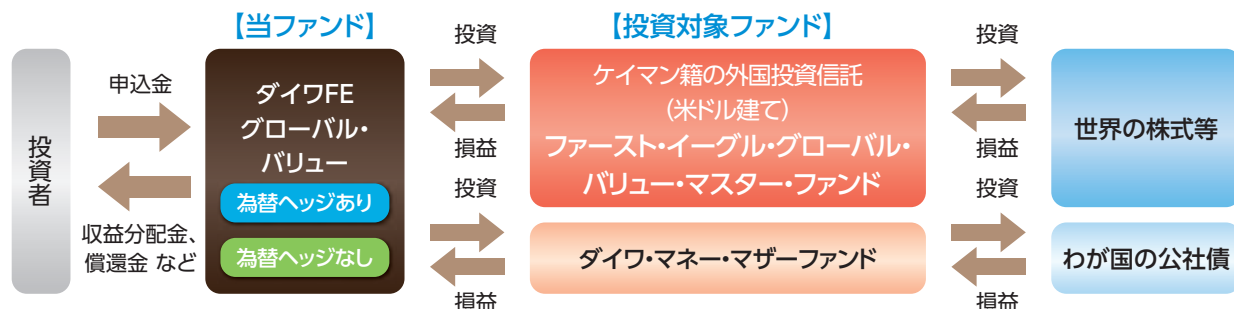 【当ファンド】
【投資対象ファンド】
投資者
申込金
収益分配金、
償還金 など
ダイワFE
グローバル・
バリュー
為替ヘッジあり
為替ヘッジなし
投資
損益
投資
損益
ケイマン籍の外国投資信託
(米ドル建て)
ファースト・イーグル・グローバル・
バリュー・マスター・ファンド
ダイワ・マネー・マザーファンド
投資
損益
投資
損益
世界の株式等
わが国の公社債